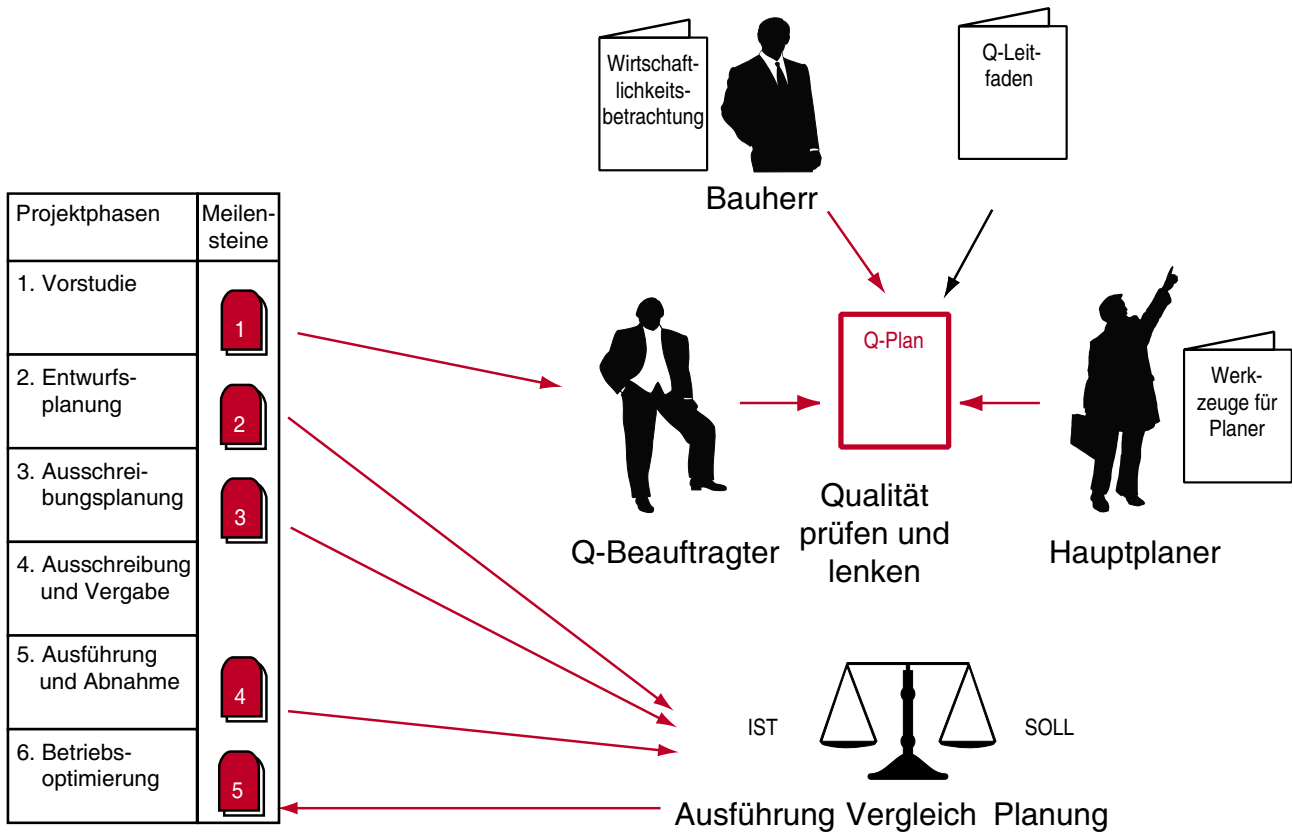 Wirtschaft-
lichkeits-
betrachtung
Q-Leit-
faden
Bauherr
Projektphasen
Meilen-
steine
1. Vorstudie
1
2. Entwurfs-
planung
2
3. Ausschrei-
bungsplanung
3
4. Ausschreibung
und Vergabe
5. Ausführung
und Abnahme
4
6. Betriebs-
optimierung
5
Q-Plan
Werk-
zeuge für
Planer
Q-Beauftragter
Qualität
prüfen und
lenken
Hauptplaner
IST
SOLL
Ausführung Vergleich Planung